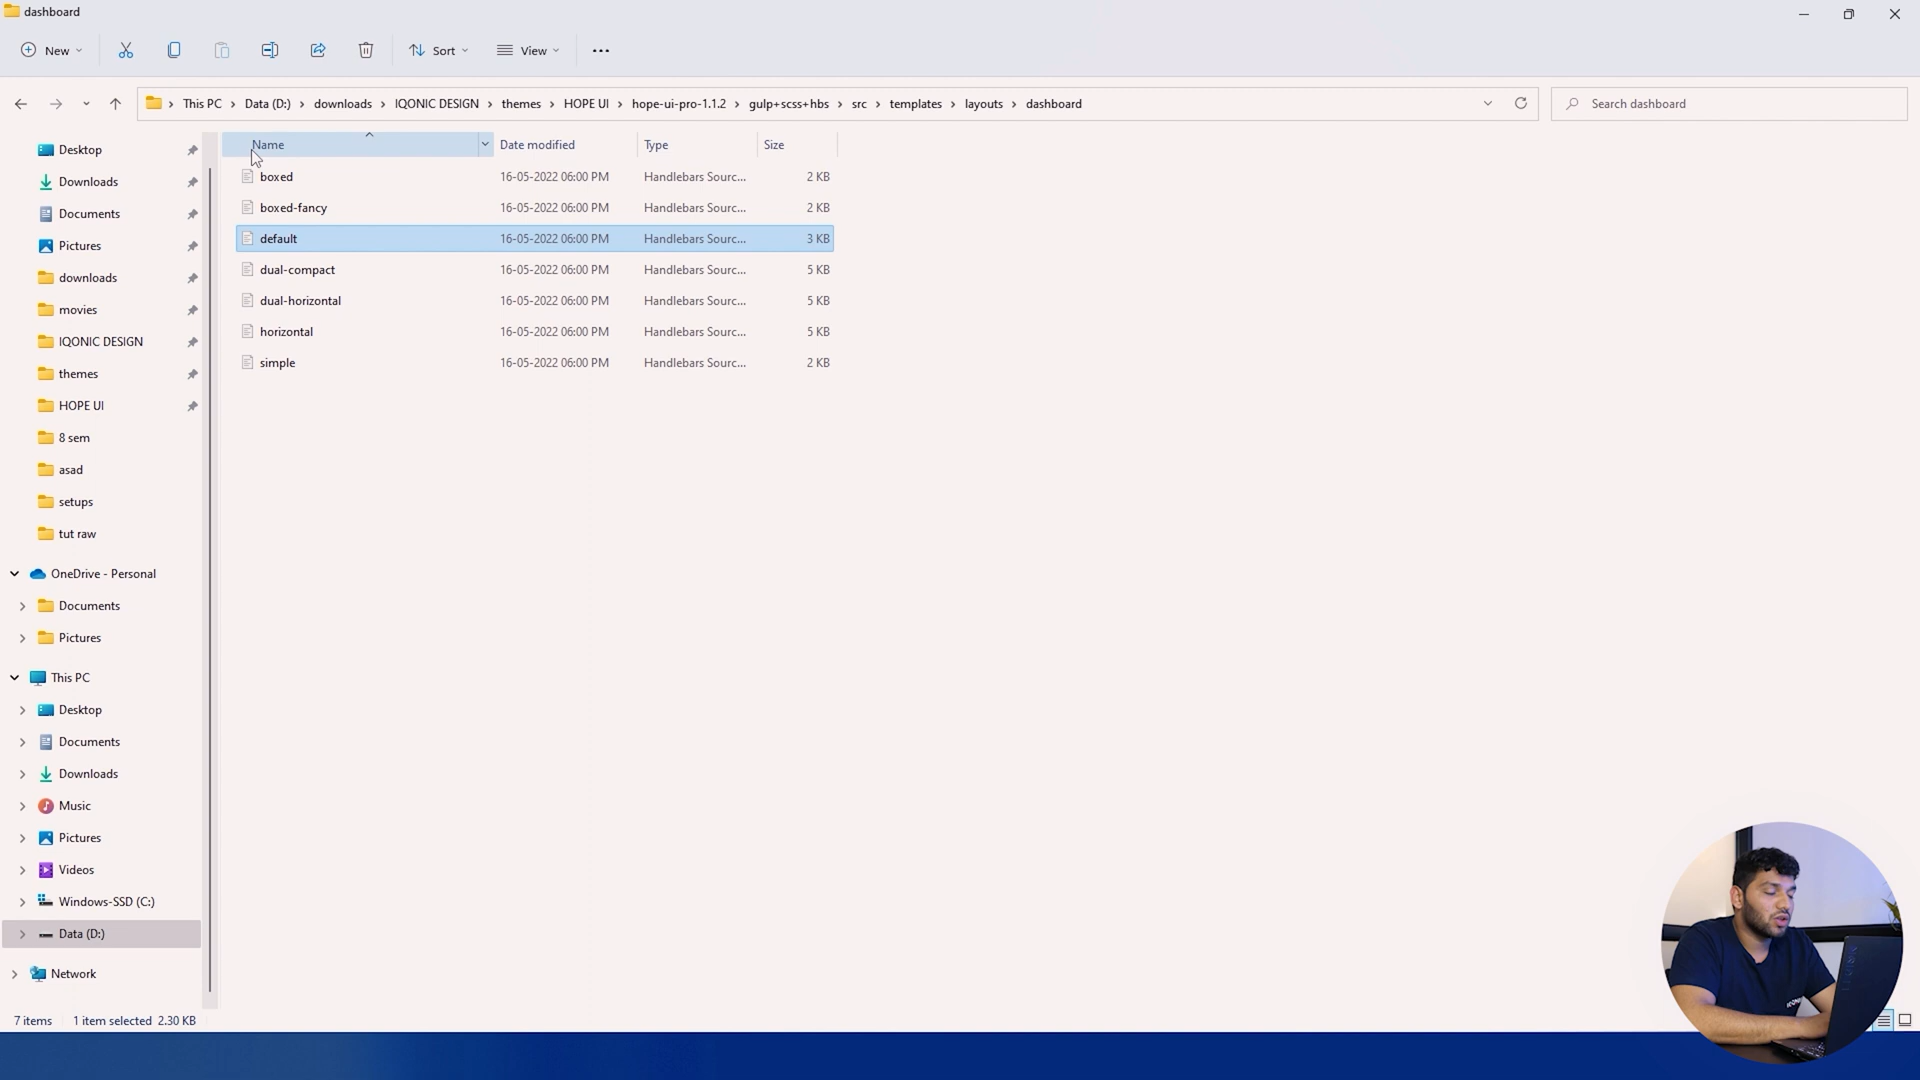 dashboard
New Sort View
This PC Data (D:) downloads IQONIC DESIGN themes HOPE UI hope-ui-pro-1.1.2 gulp+scss+hbs src templates layouts dashboard Search dashboard
Name Date modified Type Size
boxed 16-05-2022 06:00 PM Handlebars Sourc... 2 KB
boxed-fancy 16-05-2022 06:00 PM Handlebars Sourc... 2 KB
default 16-05-2022 06:00 PM Handlebars Sourc... 3 KB
dual-compact 16-05-2022 06:00 PM Handlebars Sourc... 5 KB
dual-horizontal 16-05-2022 06:00 PM Handlebars Sourc... 5 KB
horizontal 16-05-2022 06:00 PM Handlebars Sourc... 5 KB
simple 16-05-2022 06:00 PM Handlebars Sourc... 2 KB
Desktop
Downloads
Documents
Pictures
downloads
movies
IQONIC DESIGN
themes
HOPE UI
8 sem
asad
setups
tut raw
OneDrive - Personal
Documents
Pictures
This PC
Desktop
Documents
Downloads
Music
Pictures
Videos
Windows-SSD (C:)
Data (D:)
Network
7 items 1 item selected 2.30 KB